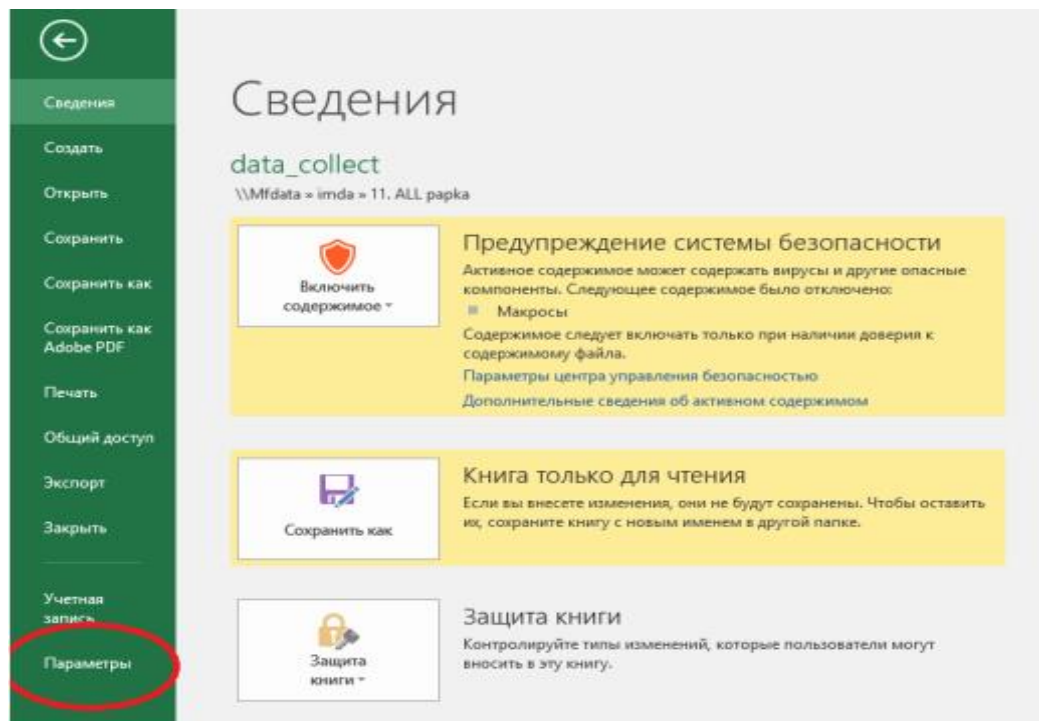 Сведения
Создать
Открыть
Сохранить
Сохранить как
Сохранить как
Adobe PDF
Печать
Общий доступ
Экспорт
Закрыть
Учетная
запись
Параметры
Сведения
data_collect
\\Mfdata » imda » 11. ALL papka
Включить
содержимое
Предупреждение системы безопасности
Активное содержимое может содержать вирусы и другие опасные
компоненты. Следующее содержимое было отключено:
Макросы
Содержимое следует включать только при наличии доверия к
содержимому файла.
Параметры центра управления безопасностью
Дополнительные сведения об активном содержимом
Сохранить как
Книга только для чтения
Если вы внесете изменения, они не будут сохранены. Чтобы оставить
их, сохраните книгу с новым именем в другой папке.
Защита
книги
Защита книги
Контролируйте типы изменений, которые пользователи могут
вносить в эту книгу.